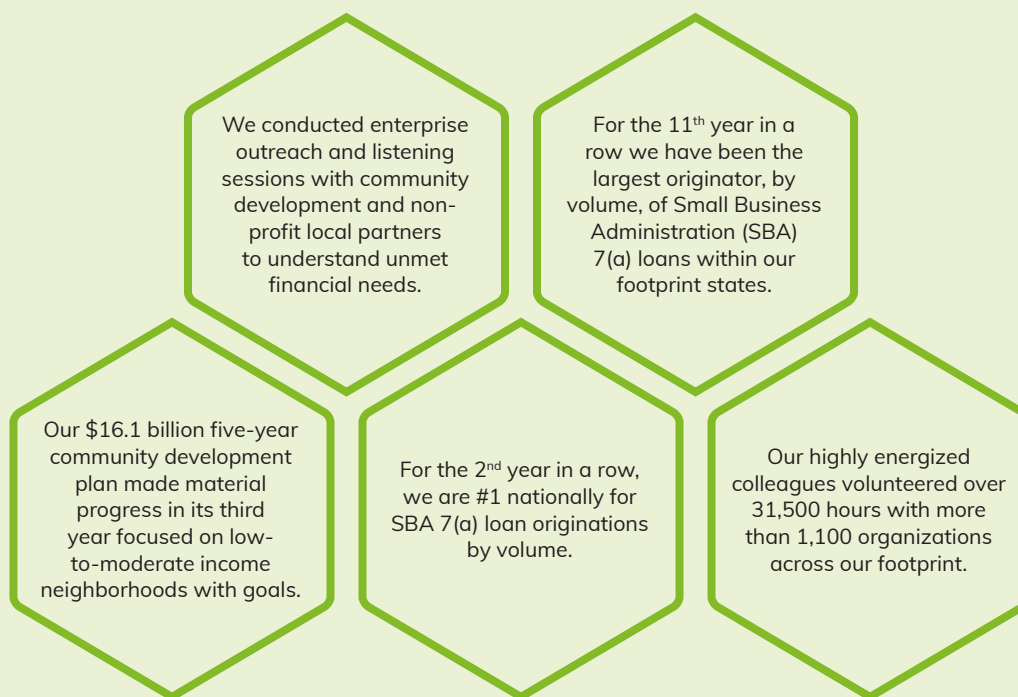 We conducted enterprise
outreach and listening
sessions with community
development and non-
profit local partners
to understand unmet
financial needs.
For the 11th year in a
row we have been the
largest originator, by
volume, of Small Business
Administration (SBA)
7(a) loans within our
footprint states.
Our $16.1 billion five-year
community development
plan made material
progress in its third
year focused on low-
to-moderate income
neighborhoods with goals.
For the 2nd year in a row,
we are #1 nationally for
SBA 7(a) loan originations
by volume.
Our highly energized
colleagues volunteered over
31,500 hours with more
than 1,100 organizations
across our footprint.